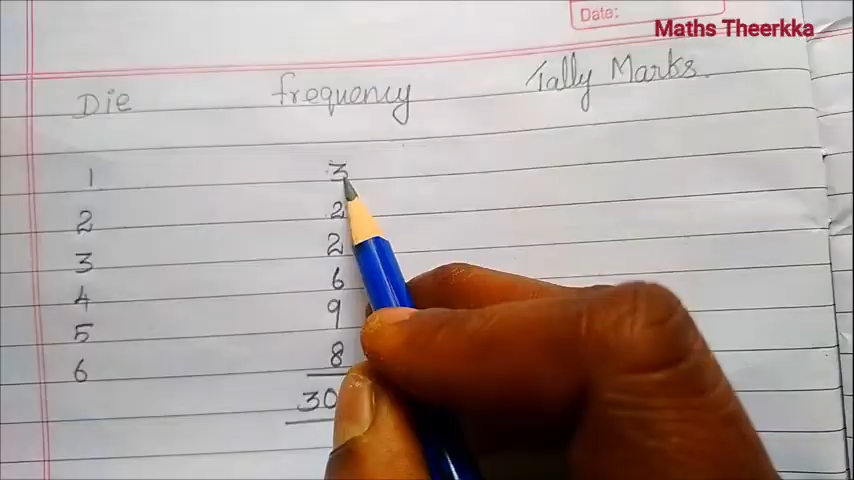 Date:
Maths Theerkka
Die frequency Tally Marks.
1 3
2 2
3 2
4 6
5 9
6 8
30